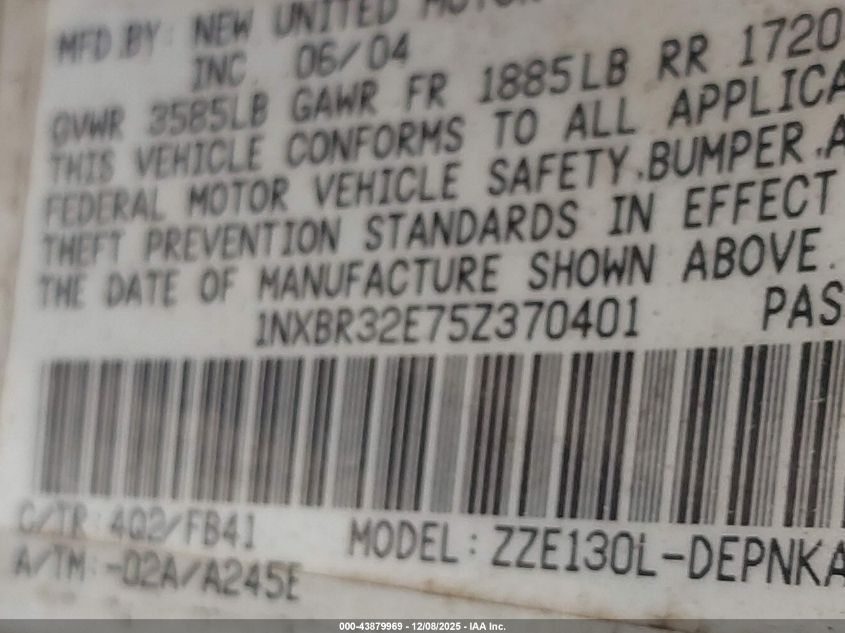 MFD.BY: NEW UNITED MOTOR
INC 06/04
GVWR 3585LB GAWR FR 1885LB RR 1720
THIS VEHICLE CONFORMS TO ALL APPLICA
FEDERAL MOTOR VEHICLE SAFETY,BUMPER,A
THEFT PREVENTION STANDARDS IN EFFECT
THE DATE OF MANUFACTURE SHOWN ABOVE.
1NXBR32E75Z370401 PAS
C/TR:4Q2/FB41 MODEL:ZZE130L-DEPNKA
A/TM:-02A/A245E
000-43879969 - 12/08/2025 - IAA Inc.